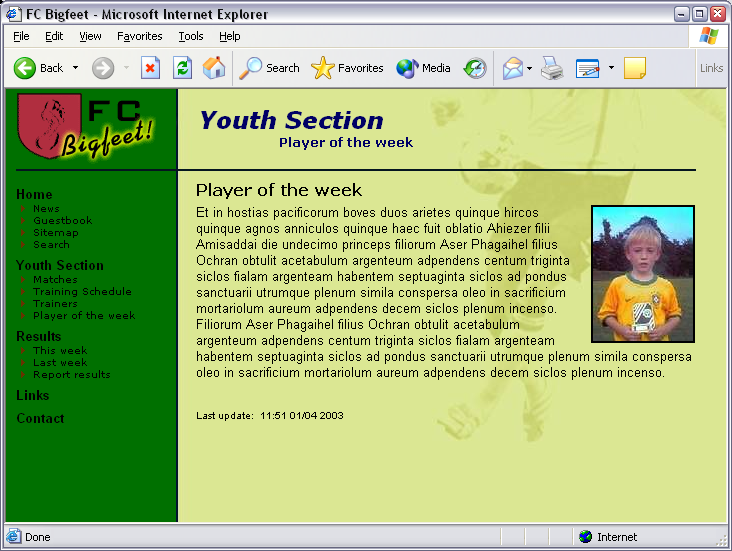 FC Bigfeet - Microsoft Internet Explorer
File Edit View Favorites Tools Help
Back Search Favorites Media Links
FC
Bigfeet!
Youth Section
Player of the week
Home
News
Guestbook
Sitemap
Search
Youth Section
Matches
Training Schedule
Trainers
Player of the week
Results
This week
Last week
Report results
Links
Contact
Player of the week
Et in hostias pacificorum boves duos arietes quinque hircos
quinque agnos anniculos quinque haec fuit oblatio Ahiezer filii
Amisaddai die undecimo princeps filiorum Aser Phagaihel filius
Ochran obtulit acetabulum argenteum adpendens centum triginta
siclos fialam argenteam habentem septuaginta siclos ad pondus
sanctuarii utrumque plenum simila conspersa oleo in sacrificium
mortariolum aureum adpendens decem siclos plenum incenso.
Filiorum Aser Phagaihel filius Ochran obtulit acetabulum
argenteum adpendens centum triginta siclos fialam argenteam
habentem septuaginta siclos ad pondus sanctuarii utrumque plenum simila conspersa
oleo in sacrificium mortariolum aureum adpendens decem siclos plenum incenso.
Last update: 11:51 01/04 2003
Done Internet